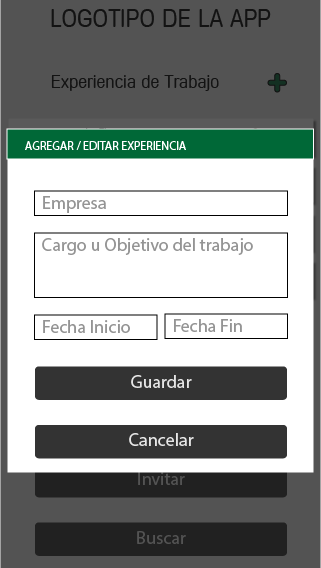 LOGOTIPO DE LA APP
Experiencia de Trabajo
AGREGAR / EDITAR EXPERIENCIA
Empresa
Cargo u Objetivo del trabajo
Fecha Inicio
Fecha Fin
Guardar
Cancelar
Invitar
Buscar